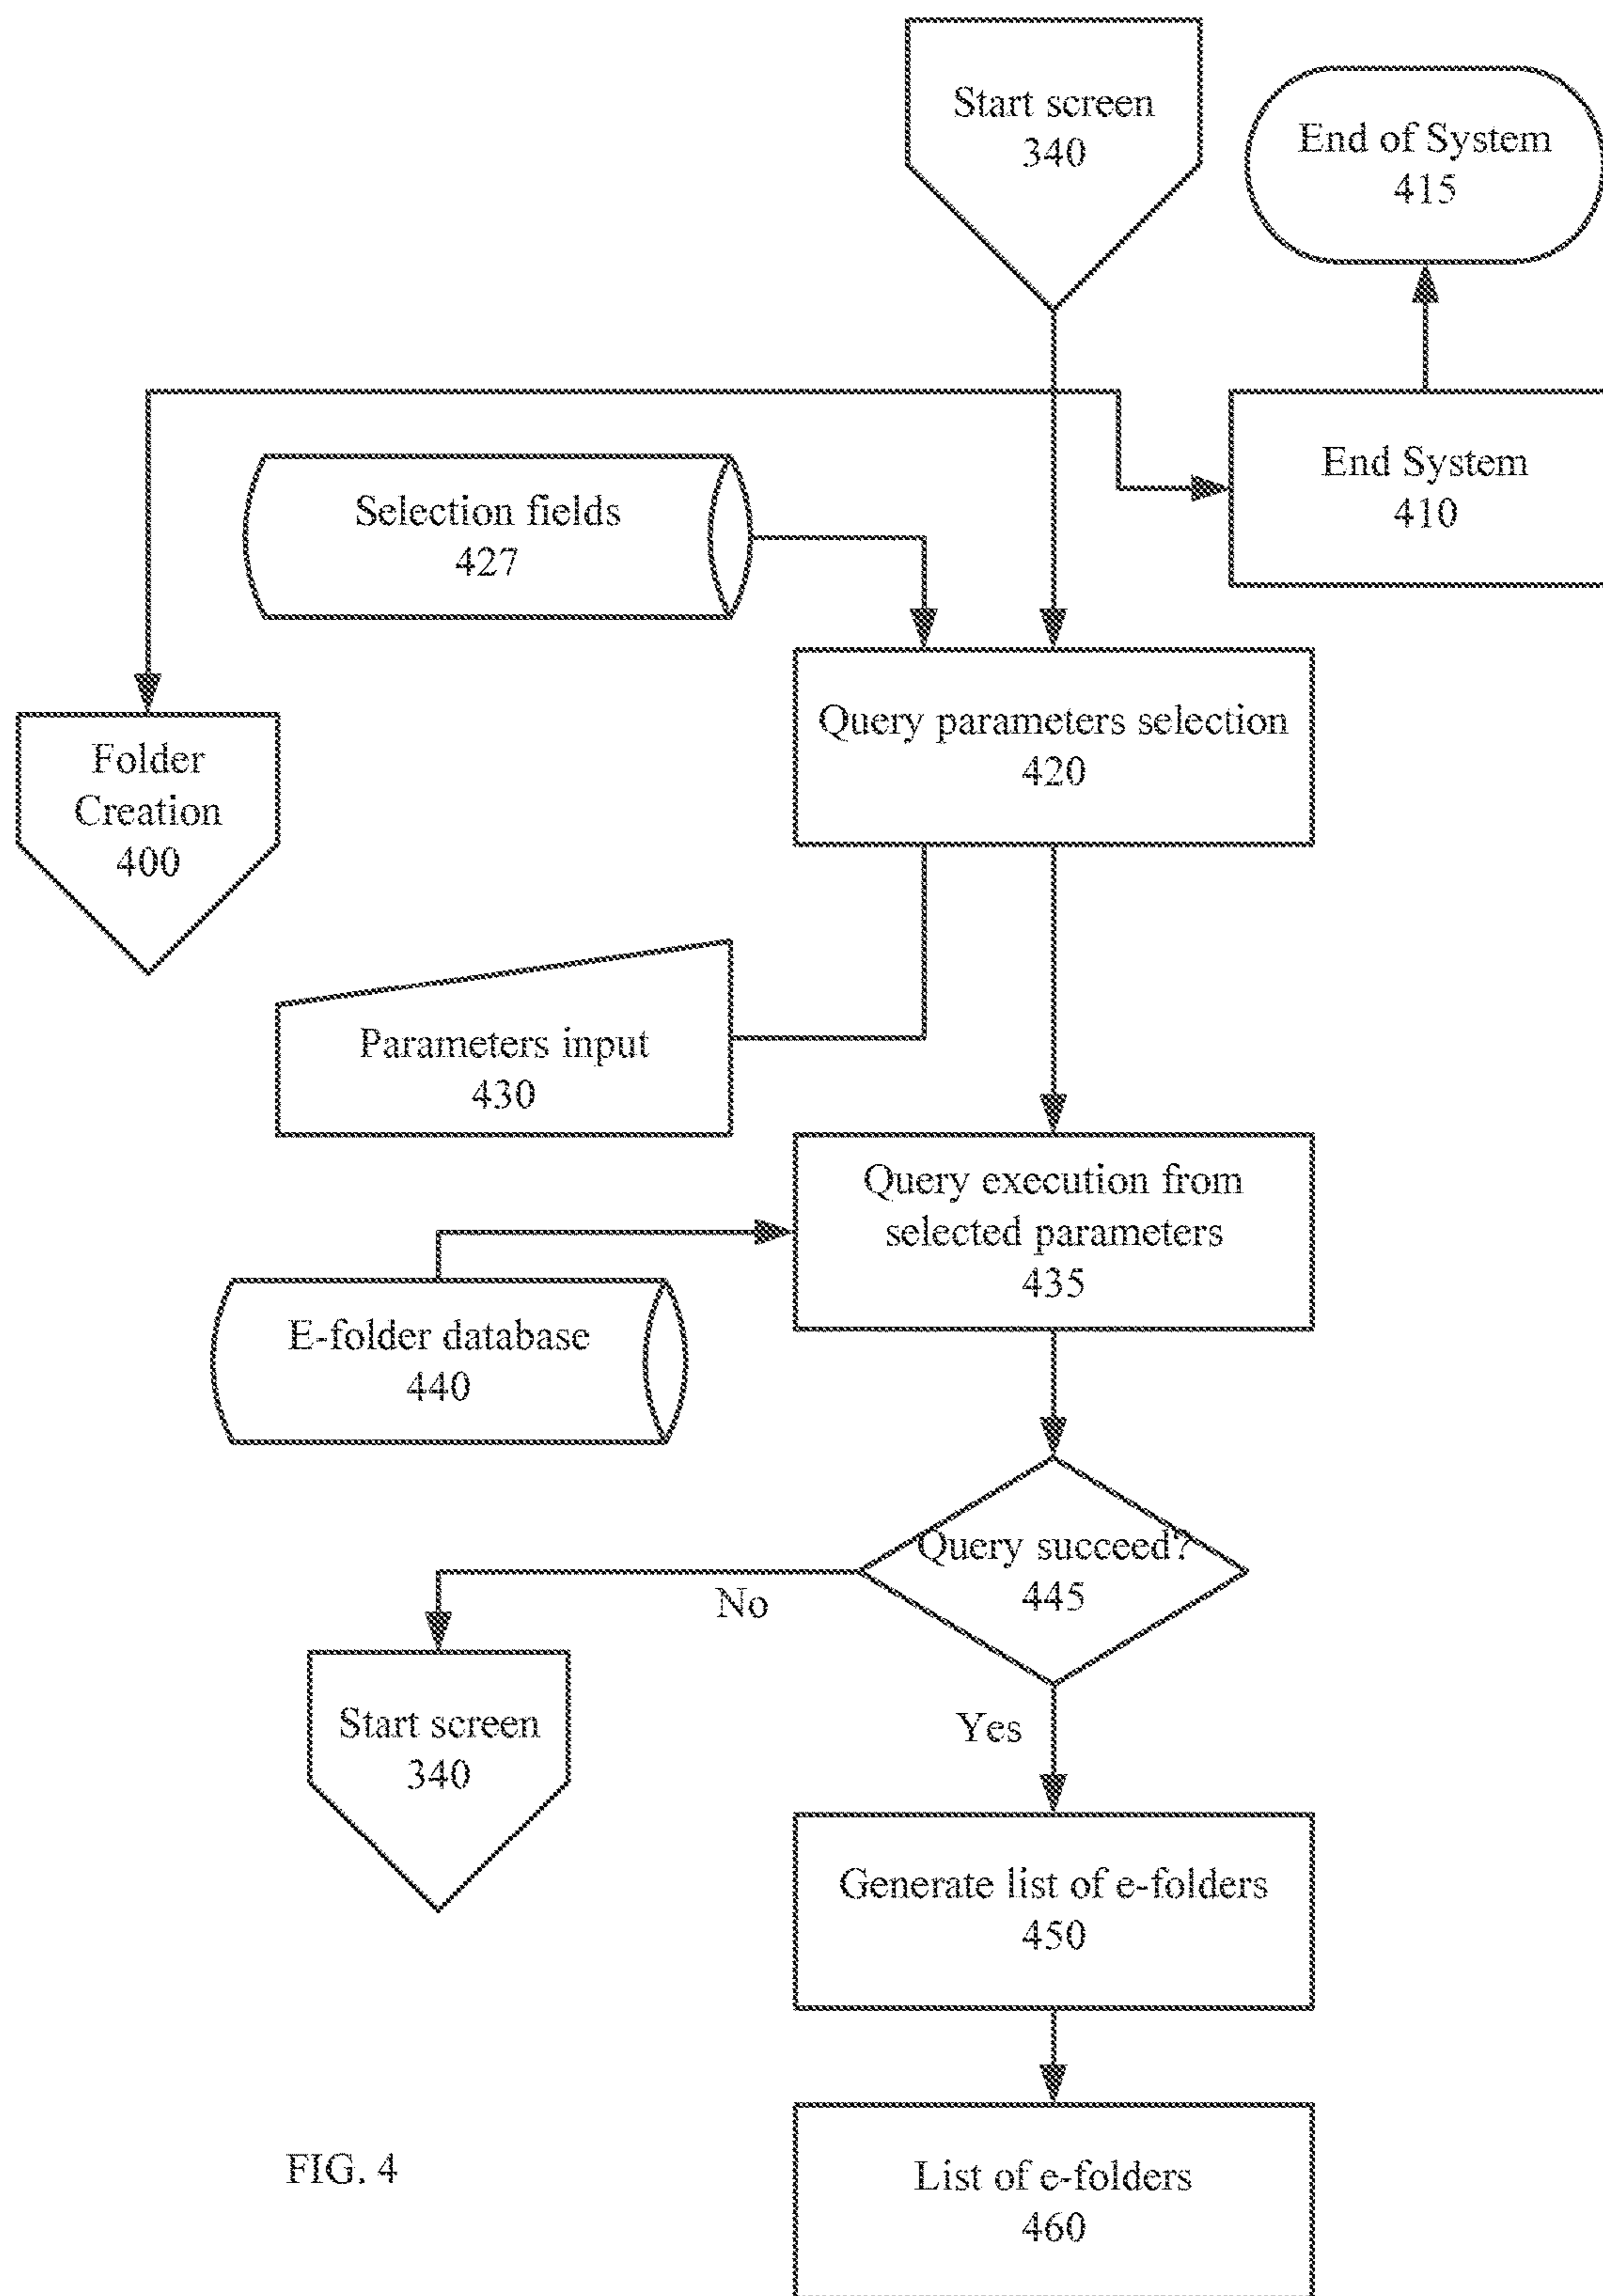 Start screen
340
End of System
415
End System
410
Selection fields
427
Query parameters selection
420
Folder
Creation
400
Parameters input
430
Query execution from
selected parameters
435
E-folder database
440
Query succeed?
445
No
Start screen
340
Yes
Generate list of e-folders
450
List of e-folders
460
FIG. 4